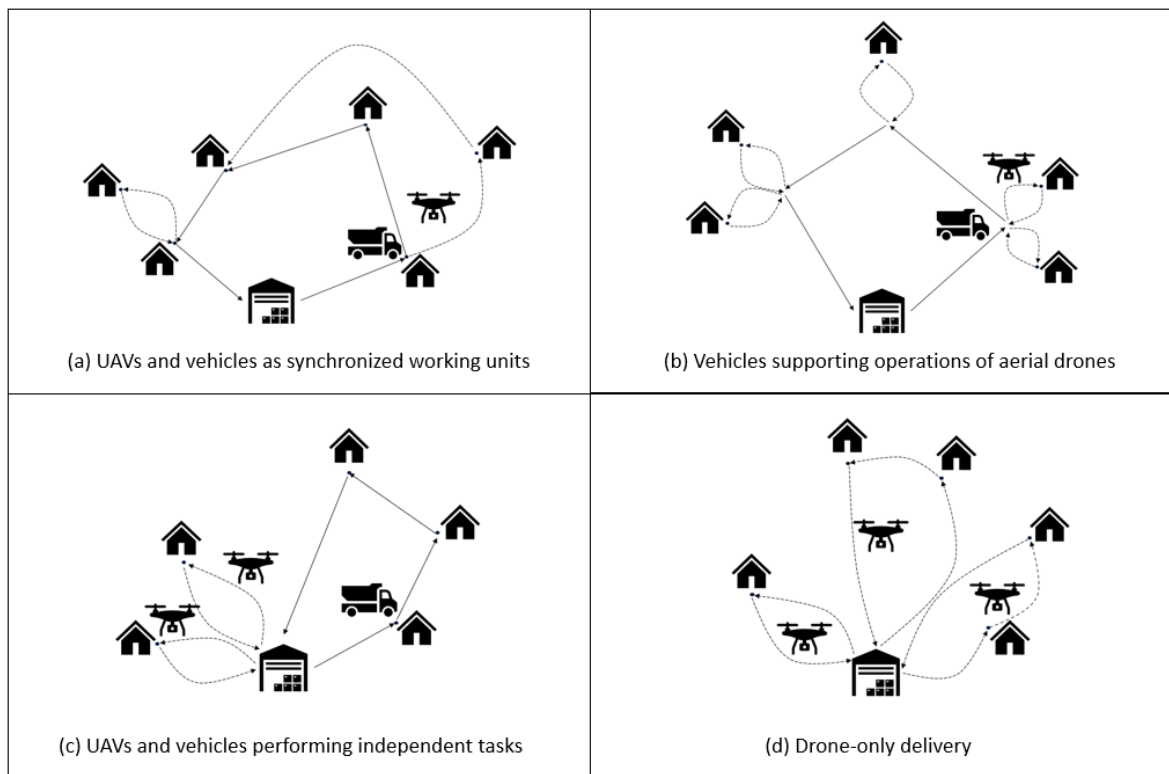 (a) UAVs and vehicles as synchronized working units
(b) Vehicles supporting operations of aerial drones
(c) UAVs and vehicles performing independent tasks
(d) Drone-only delivery